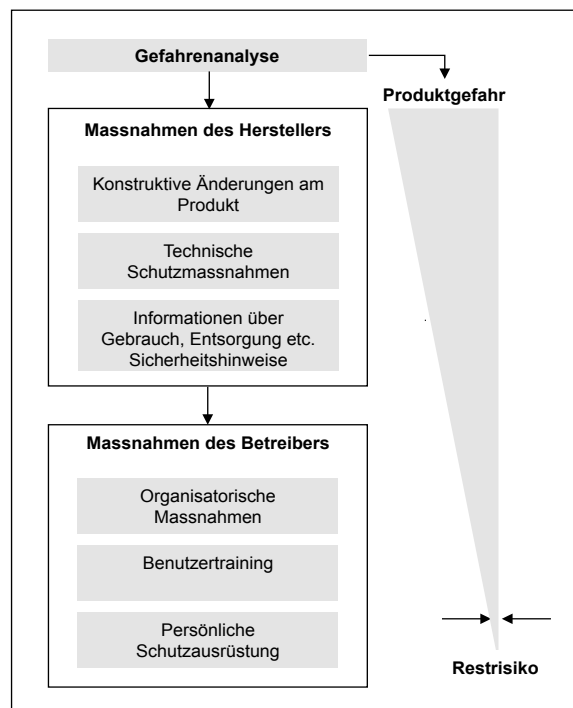 Gefahrenanalyse
Produktgefahr
Massnahmen des Herstellers
Konstruktive Änderungen am
Produkt
Technische
Schutzmassnahmen
Informationen über
Gebrauch, Entsorgung etc.
Sicherheitshinweise
Massnahmen des Betreibers
Organisatorische
Massnahmen
Benutzertraining
Persönliche
Schutzausrüstung
Restrisiko